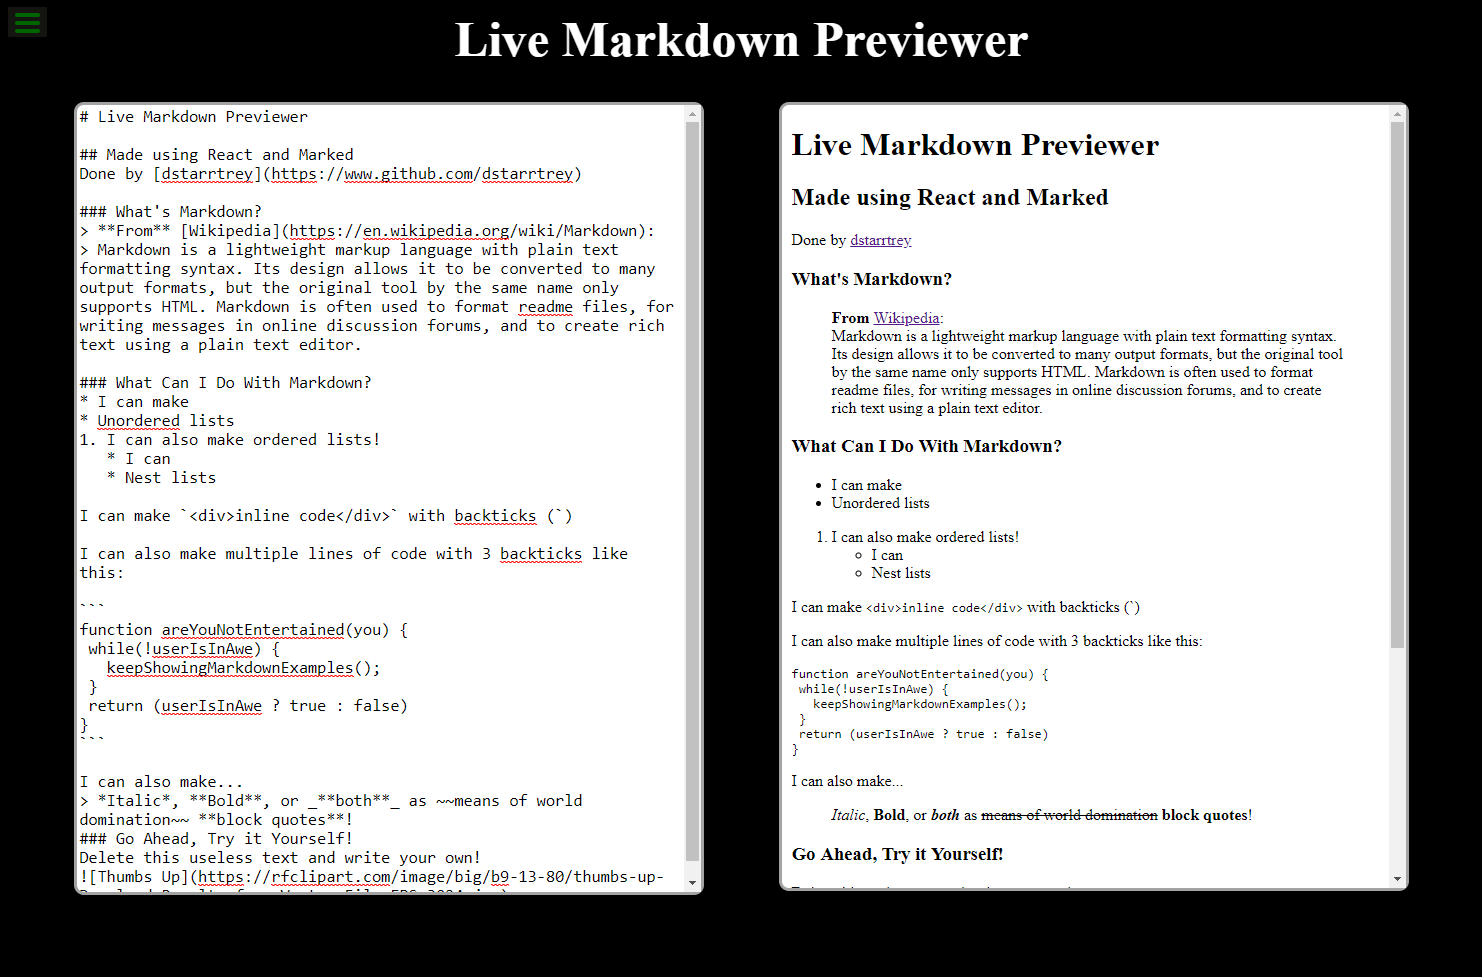 Live Markdown Previewer
# Live Markdown Previewer
## Made using React and Marked
Done by [dstarrtrey](https://www.github.com/dstarrtrey)
### What's Markdown?
> **From** [Wikipedia](https://en.wikipedia.org/wiki/Markdown):
> Markdown is a lightweight markup language with plain text
formatting syntax. Its design allows it to be converted to many
output formats, but the original tool by the same name only
supports HTML. Markdown is often used to format readme files, for
writing messages in online discussion forums, and to create rich
text using a plain text editor.
### What Can I Do With Markdown?
* I can make
* Unordered lists
1. I can also make ordered lists!
   * I can
   * Nest lists
I can make `<div>inline code</div>` with backticks (`)
I can also make multiple lines of code with 3 backticks like
this:
```
function areYouNotEntertained(you) {
 while(!userIsInAwe) {
   keepShowingMarkdownExamples();
 }
 return (userIsInAwe ? true : false)
}
```
I can also make...
> *Italic*, **Bold**, or _**both**_ as ~~means of world
domination~~ **block quotes**!
### Go Ahead, Try it Yourself!
Delete this useless text and write your own!
![Thumbs Up](https://rfclipart.com/image/big/b9-13-80/thumbs-up-
Live Markdown Previewer
Made using React and Marked
Done by dstarrtrey
What's Markdown?
From Wikipedia:
Markdown is a lightweight markup language with plain text formatting syntax.
Its design allows it to be converted to many output formats, but the original tool
by the same name only supports HTML. Markdown is often used to format
readme files, for writing messages in online discussion forums, and to create
rich text using a plain text editor.
What Can I Do With Markdown?
• I can make
• Unordered lists
1. I can also make ordered lists!
◦ I can
◦ Nest lists
I can make <div>inline code</div> with backticks (`)
I can also make multiple lines of code with 3 backticks like this:
function areYouNotEntertained(you) {
 while(!userIsInAwe) {
   keepShowingMarkdownExamples();
 }
 return (userIsInAwe ? true : false)
}
I can also make...
Italic, Bold, or both as means of world domination block quotes!
Go Ahead, Try it Yourself!